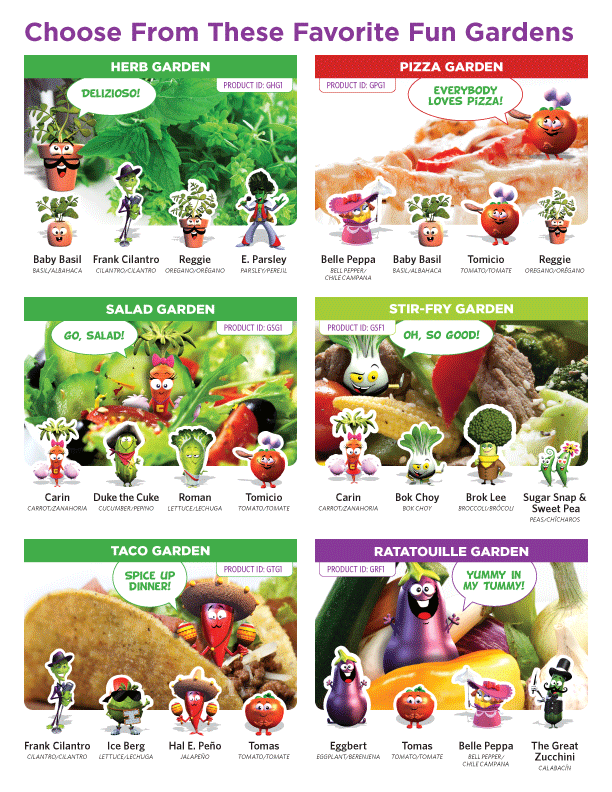 Choose From These Favorite Fun Gardens
HERB GARDEN
PRODUCT ID: GHG1
DELIZIOSO!
Baby Basil
BASIL/ALBAHACA
Frank Cilantro
CILANTRO/CILANTRO
Reggie
OREGANO/ORÉGANO
E. Parsley
PARSLEY/PEREJIL
PIZZA GARDEN
PRODUCT ID: GPG1
EVERYBODY
LOVES PIZZA!
Belle Peppa
BELL PEPPER/
CHILE CAMPANA
Baby Basil
BASIL/ALBAHACA
Tomicio
TOMATO/TOMATE
Reggie
OREGANO/ORÉGANO
SALAD GARDEN
PRODUCT ID: GSG1
GO, SALAD!
Carin
CARROT/ZANAHORIA
Duke the Cuke
CUCUMBER/PEPINO
Roman
LETTUCE/LECHUGA
Tomicio
TOMATO/TOMATE
STIR-FRY GARDEN
PRODUCT ID: GSF1
OH, SO GOOD!
Carin
CARROT/ZANAHORIA
Bok Choy
BOK CHOY
Brok Lee
BROCCOLI/BRÓCOLI
Sugar Snap &
Sweet Pea
PEAS/CHÍCHAROS
TACO GARDEN
PRODUCT ID: GTG1
SPICE UP
DINNER!
Frank Cilantro
CILANTRO/CILANTRO
Ice Berg
LETTUCE/LECHUGA
Hal E. Peño
JALAPEÑO
Tomas
TOMATO/TOMATE
RATATOUILLE GARDEN
PRODUCT ID: GRF1
YUMMY IN
MY TUMMY!
Eggbert
EGGPLANT/BERENJENA
Tomas
TOMATO/TOMATE
Belle Peppa
BELL PEPPER/
CHILE CAMPANA
The Great
Zucchini
CALABACÍN